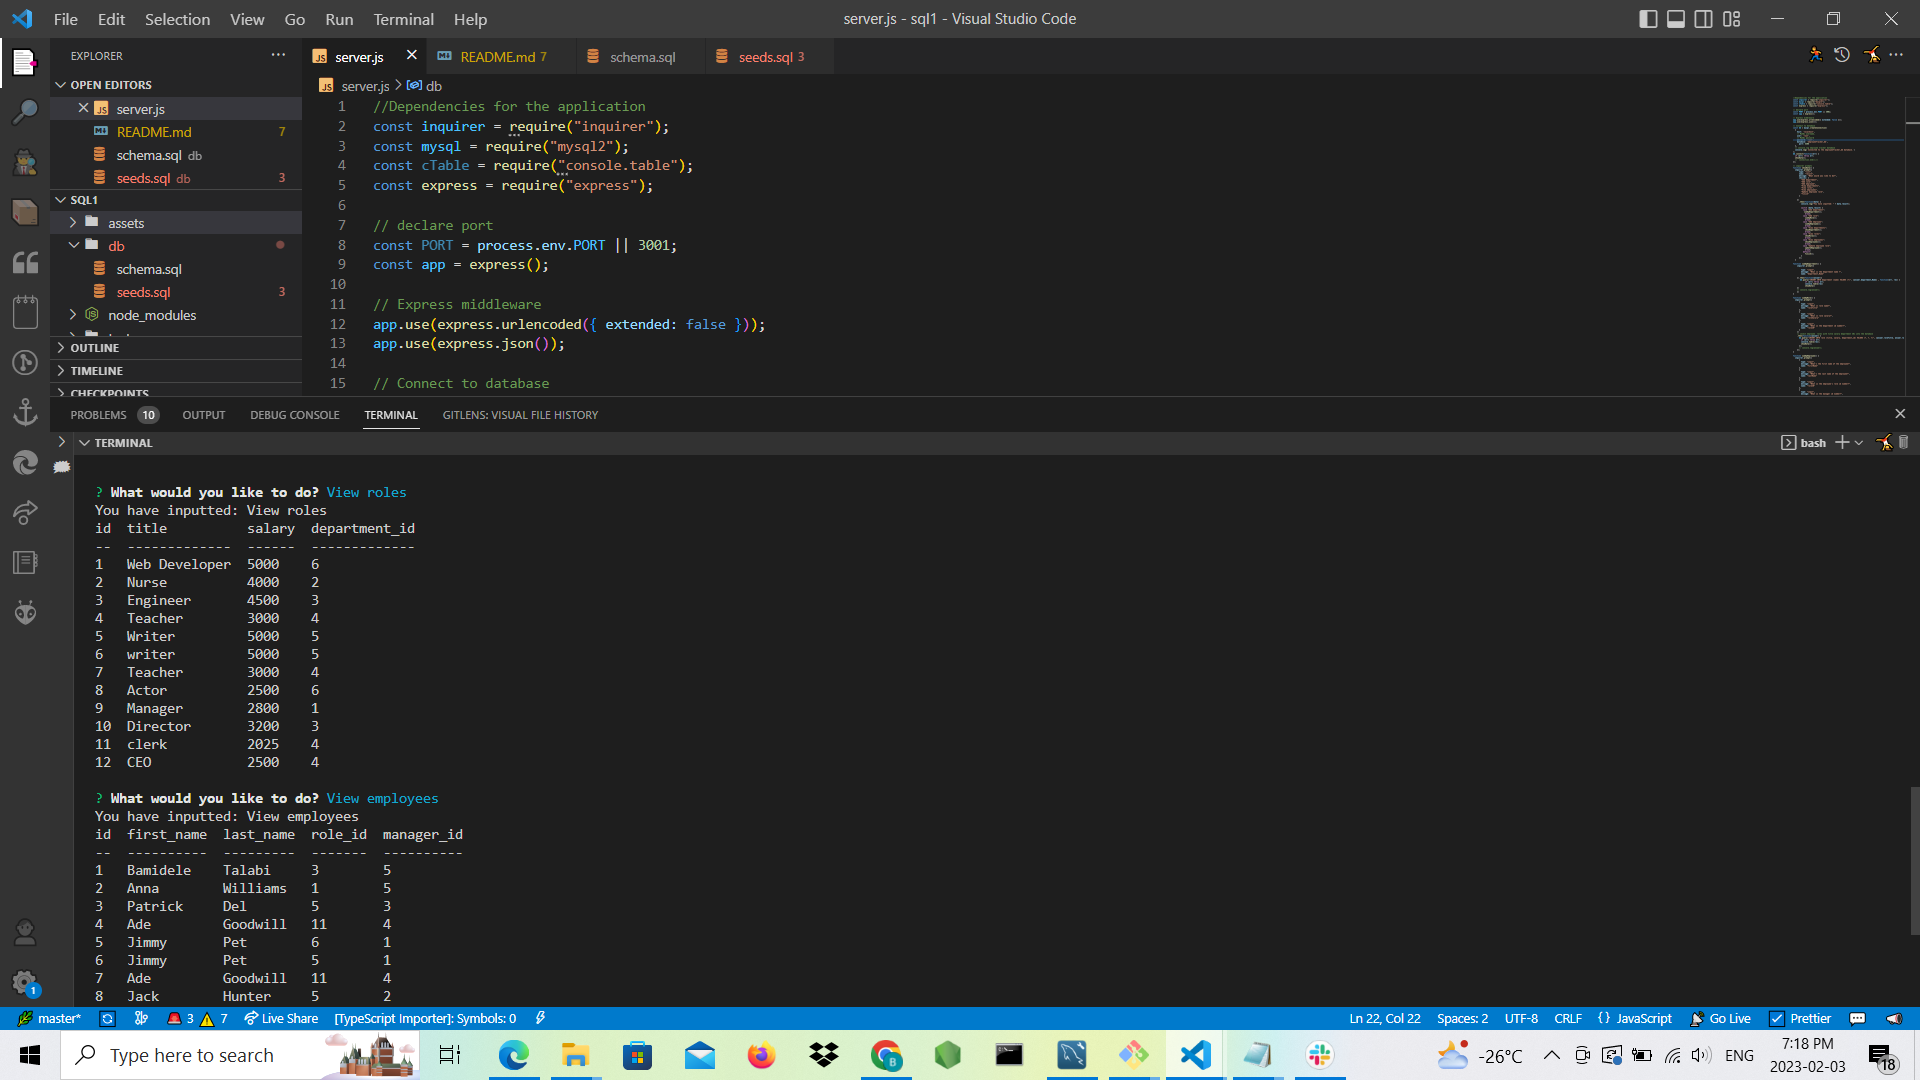 File Edit Selection View Go Run Terminal Help
server.js - sql1 - Visual Studio Code
EXPLORER
OPEN EDITORS
server.js
README.md 7
schema.sql db
seeds.sql db 3
SQL1
assets
db
schema.sql
seeds.sql 3
node_modules
OUTLINE
TIMELINE
CHECKPOINTS
server.js README.md 7 schema.sql seeds.sql 3
server.js > db
1 //Dependencies for the application
2 const inquirer = require("inquirer");
3 const mysql = require("mysql2");
4 const cTable = require("console.table");
5 const express = require("express");
6
7 // declare port
8 const PORT = process.env.PORT || 3001;
9 const app = express();
10
11 // Express middleware
12 app.use(express.urlencoded({ extended: false }));
13 app.use(express.json());
14
15 // Connect to database
PROBLEMS 10 OUTPUT DEBUG CONSOLE TERMINAL GITLENS: VISUAL FILE HISTORY
TERMINAL
bash
? What would you like to do? View roles
You have inputted: View roles
id title salary department_id
-- ------------- ------ -------------
1 Web Developer 5000 6
2 Nurse 4000 2
3 Engineer 4500 3
4 Teacher 3000 4
5 Writer 5000 5
6 writer 5000 5
7 Teacher 3000 4
8 Actor 2500 6
9 Manager 2800 1
10 Director 3200 3
11 clerk 2025 4
12 CEO 2500 4
? What would you like to do? View employees
You have inputted: View employees
id first_name last_name role_id manager_id
-- ---------- --------- ------- ----------
1 Bamidele Talabi 3 5
2 Anna Williams 1 5
3 Patrick Del 5 3
4 Ade Goodwill 11 4
5 Jimmy Pet 6 1
6 Jimmy Pet 5 1
7 Ade Goodwill 11 4
8 Jack Hunter 5 2
1
master* 3 7 Live Share [TypeScript Importer]: Symbols: 0
Ln 22, Col 22 Spaces: 2 UTF-8 CRLF {} JavaScript Go Live Prettier
Type here to search
-26°C
ENG
7:18 PM
2023-02-03
18